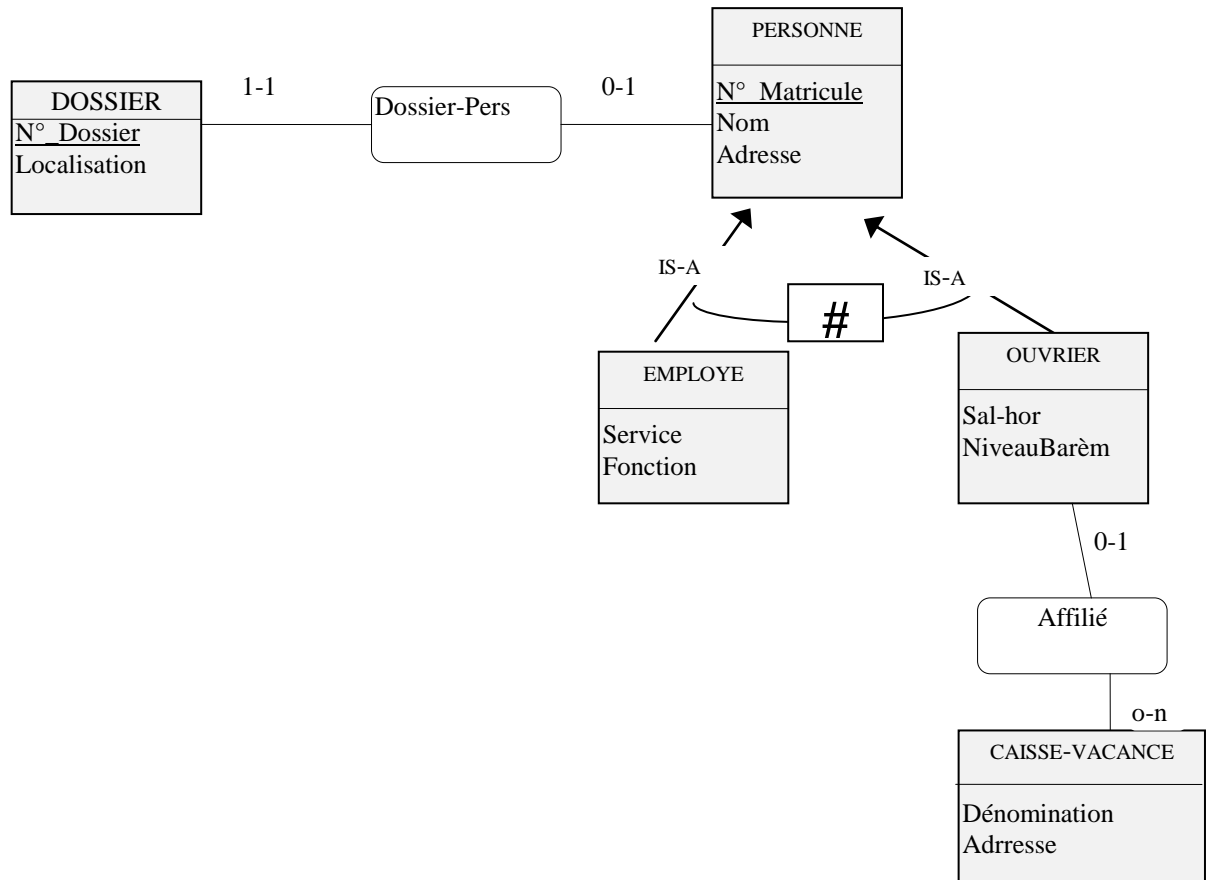 PERSONNE
N°_Matricule
Nom
Adresse
DOSSIER
N°_Dossier
Localisation
1-1
Dossier-Pers
0-1
IS-A
IS-A
#
EMPLOYE
Service
Fonction
OUVRIER
Sal-hor
NiveauBarèm
0-1
Affilié
o-n
CAISSE-VACANCE
Dénomination
Adrresse